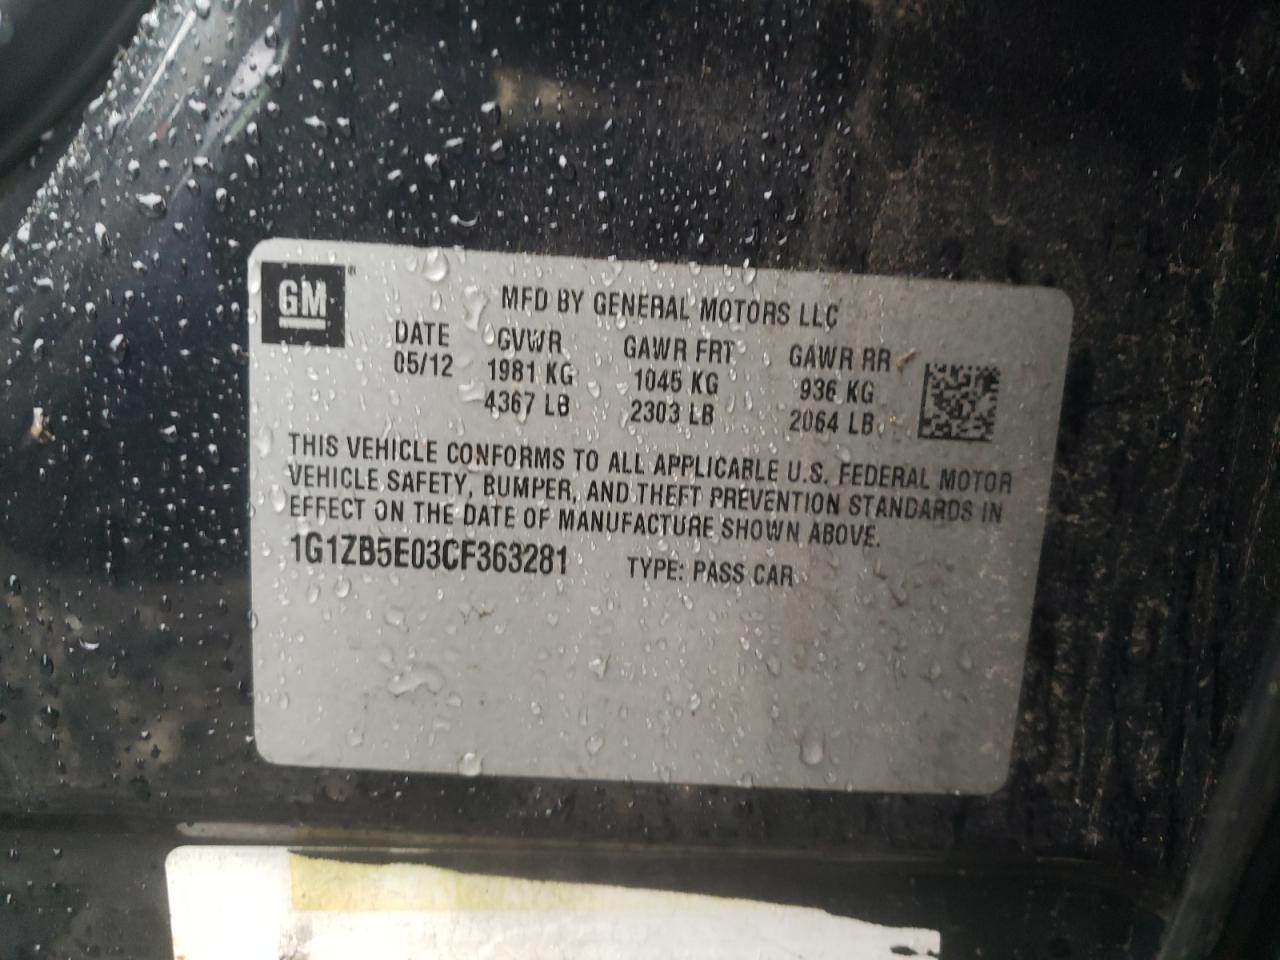 GM
MFD BY GENERAL MOTORS LLC
DATE GVWR GAWR FRT GAWR RR
05/12 1981 KG 1045 KG 936 KG
4367 LB 2303 LB 2064 LB
THIS VEHICLE CONFORMS TO ALL APPLICABLE U.S. FEDERAL MOTOR
VEHICLE SAFETY, BUMPER, AND THEFT PREVENTION STANDARDS IN
EFFECT ON THE DATE OF MANUFACTURE SHOWN ABOVE.
1G1ZB5E03CF363281 TYPE: PASS CAR